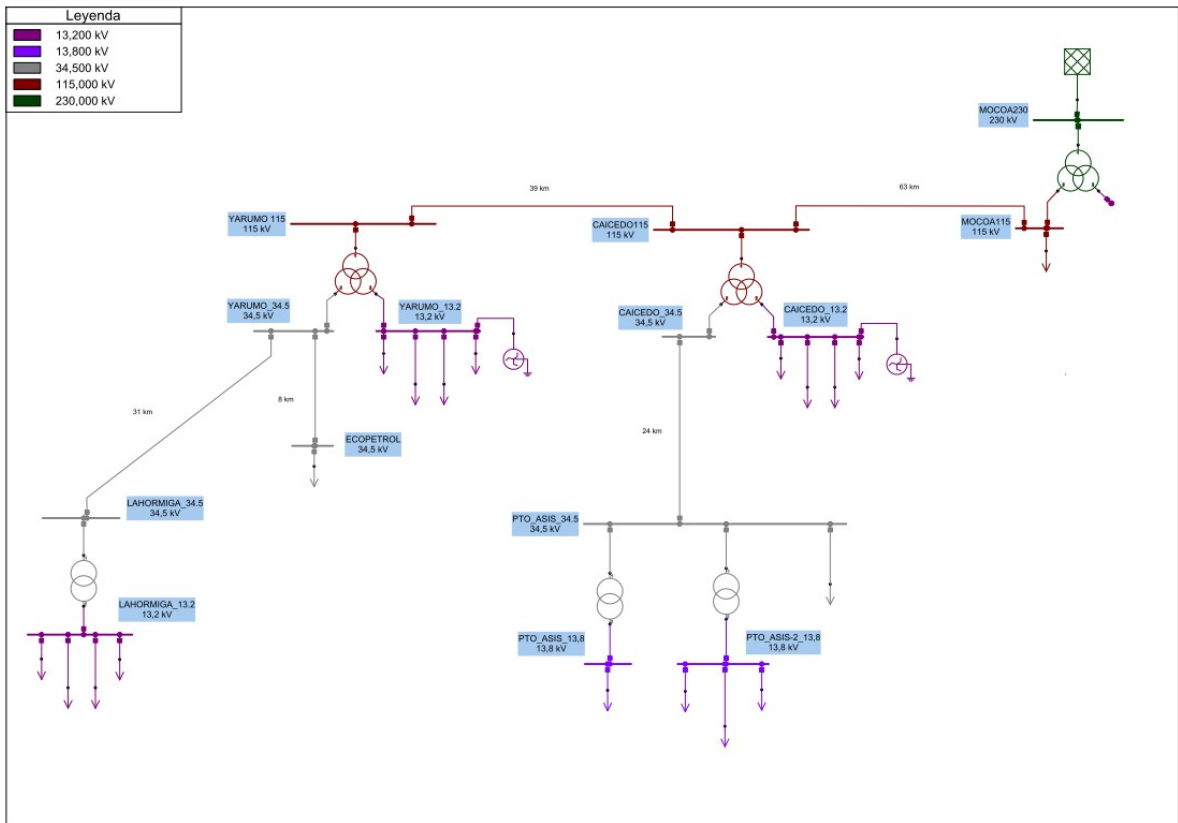 Leyenda
13,200 kV
13,800 kV
34,500 kV
115,000 kV
230,000 kV
MOCOA230
230 kV
39 km
63 km
YARUMO 115
115 kV
CAICEDO115
115 kV
MOCOA115
115 kV
YARUMO_34.5
34,5 kV
YARUMO_13.2
13,2 kV
CAICEDO_34.5
34,5 kV
CAICEDO_13.2
13,2 kV
31 km
8 km
24 km
ECOPETROL
34,5 kV
LAHORMIGA_34.5
34,5 kV
PTO_ASIS_34.5
34,5 kV
LAHORMIGA_13.2
13,2 kV
PTO_ASIS_13,8
13,8 kV
PTO_ASIS-2_13,8
13,8 kV